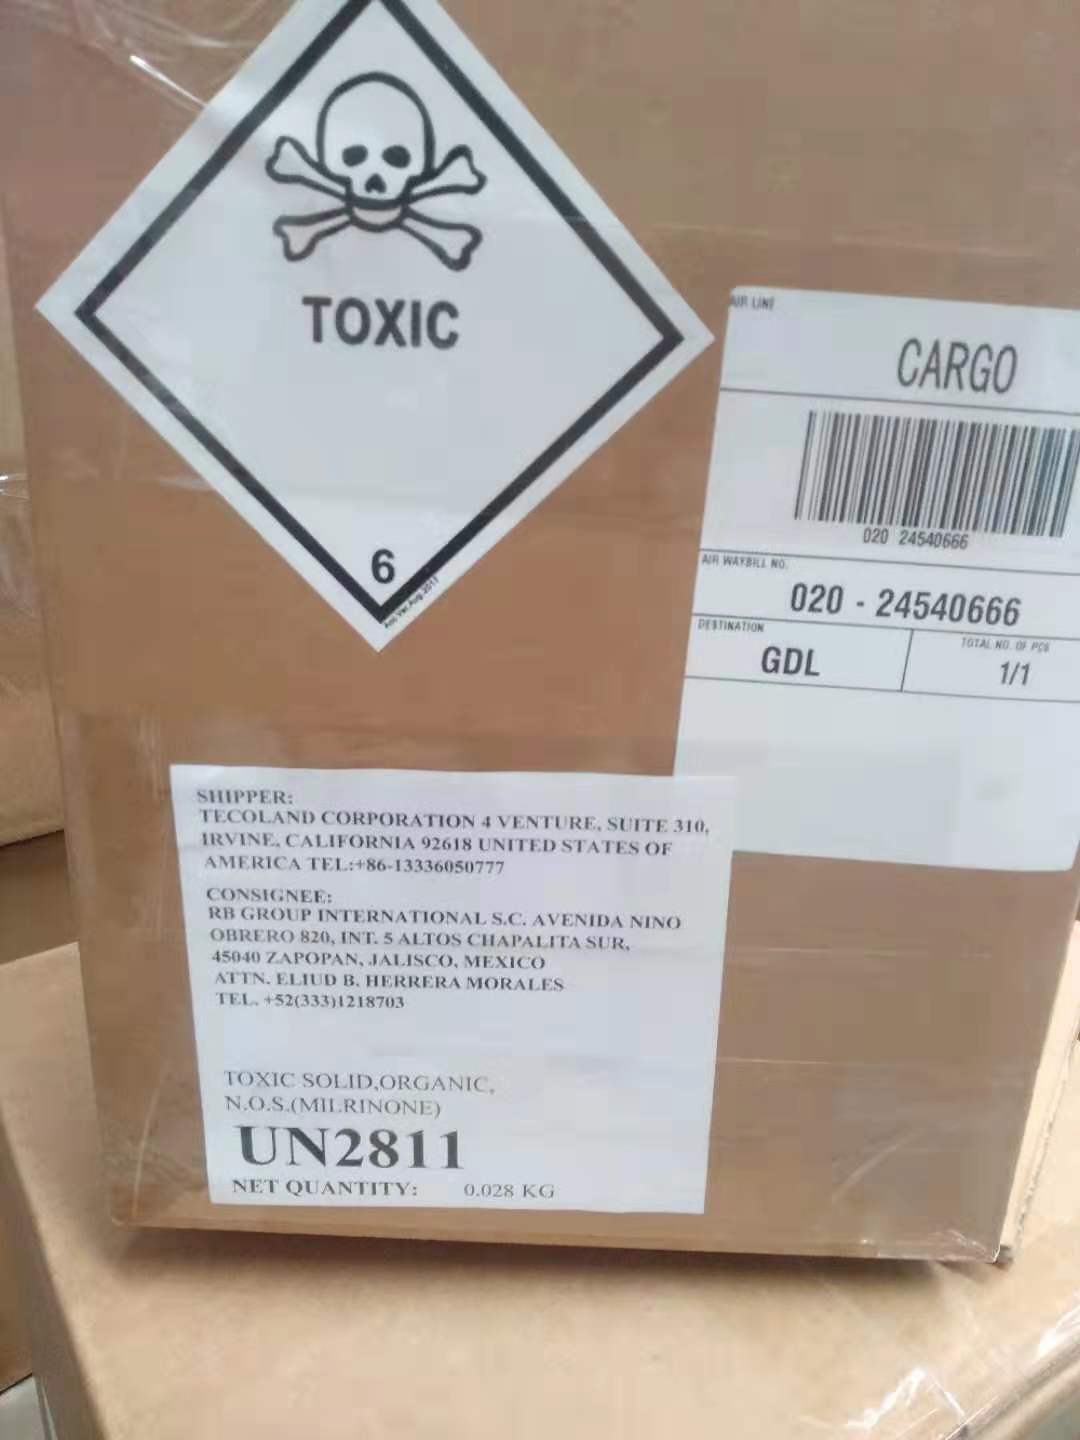 TOXIC
6
AIR LINE
CARGO
020 24540666
AIR WAYBILL NO.
020 - 24540666
DESTINATION
GDL
TOTAL NO. OF PCS
1/1
SHIPPER:
TECOLAND CORPORATION 4 VENTURE, SUITE 310,
IRVINE, CALIFORNIA 92618 UNITED STATES OF
AMERICA TEL:+86-13336050777
CONSIGNEE:
RB GROUP INTERNATIONAL S.C. AVENIDA NINO
OBRERO 820, INT. 5 ALTOS CHAPALITA SUR,
45040 ZAPOPAN, JALISCO, MEXICO
ATTN. ELIUD B. HERRERA MORALES
TEL. +52(333)1218703
TOXIC SOLID,ORGANIC,
N.O.S.(MILRINONE)
UN2811
NET QUANTITY: 0.028 KG